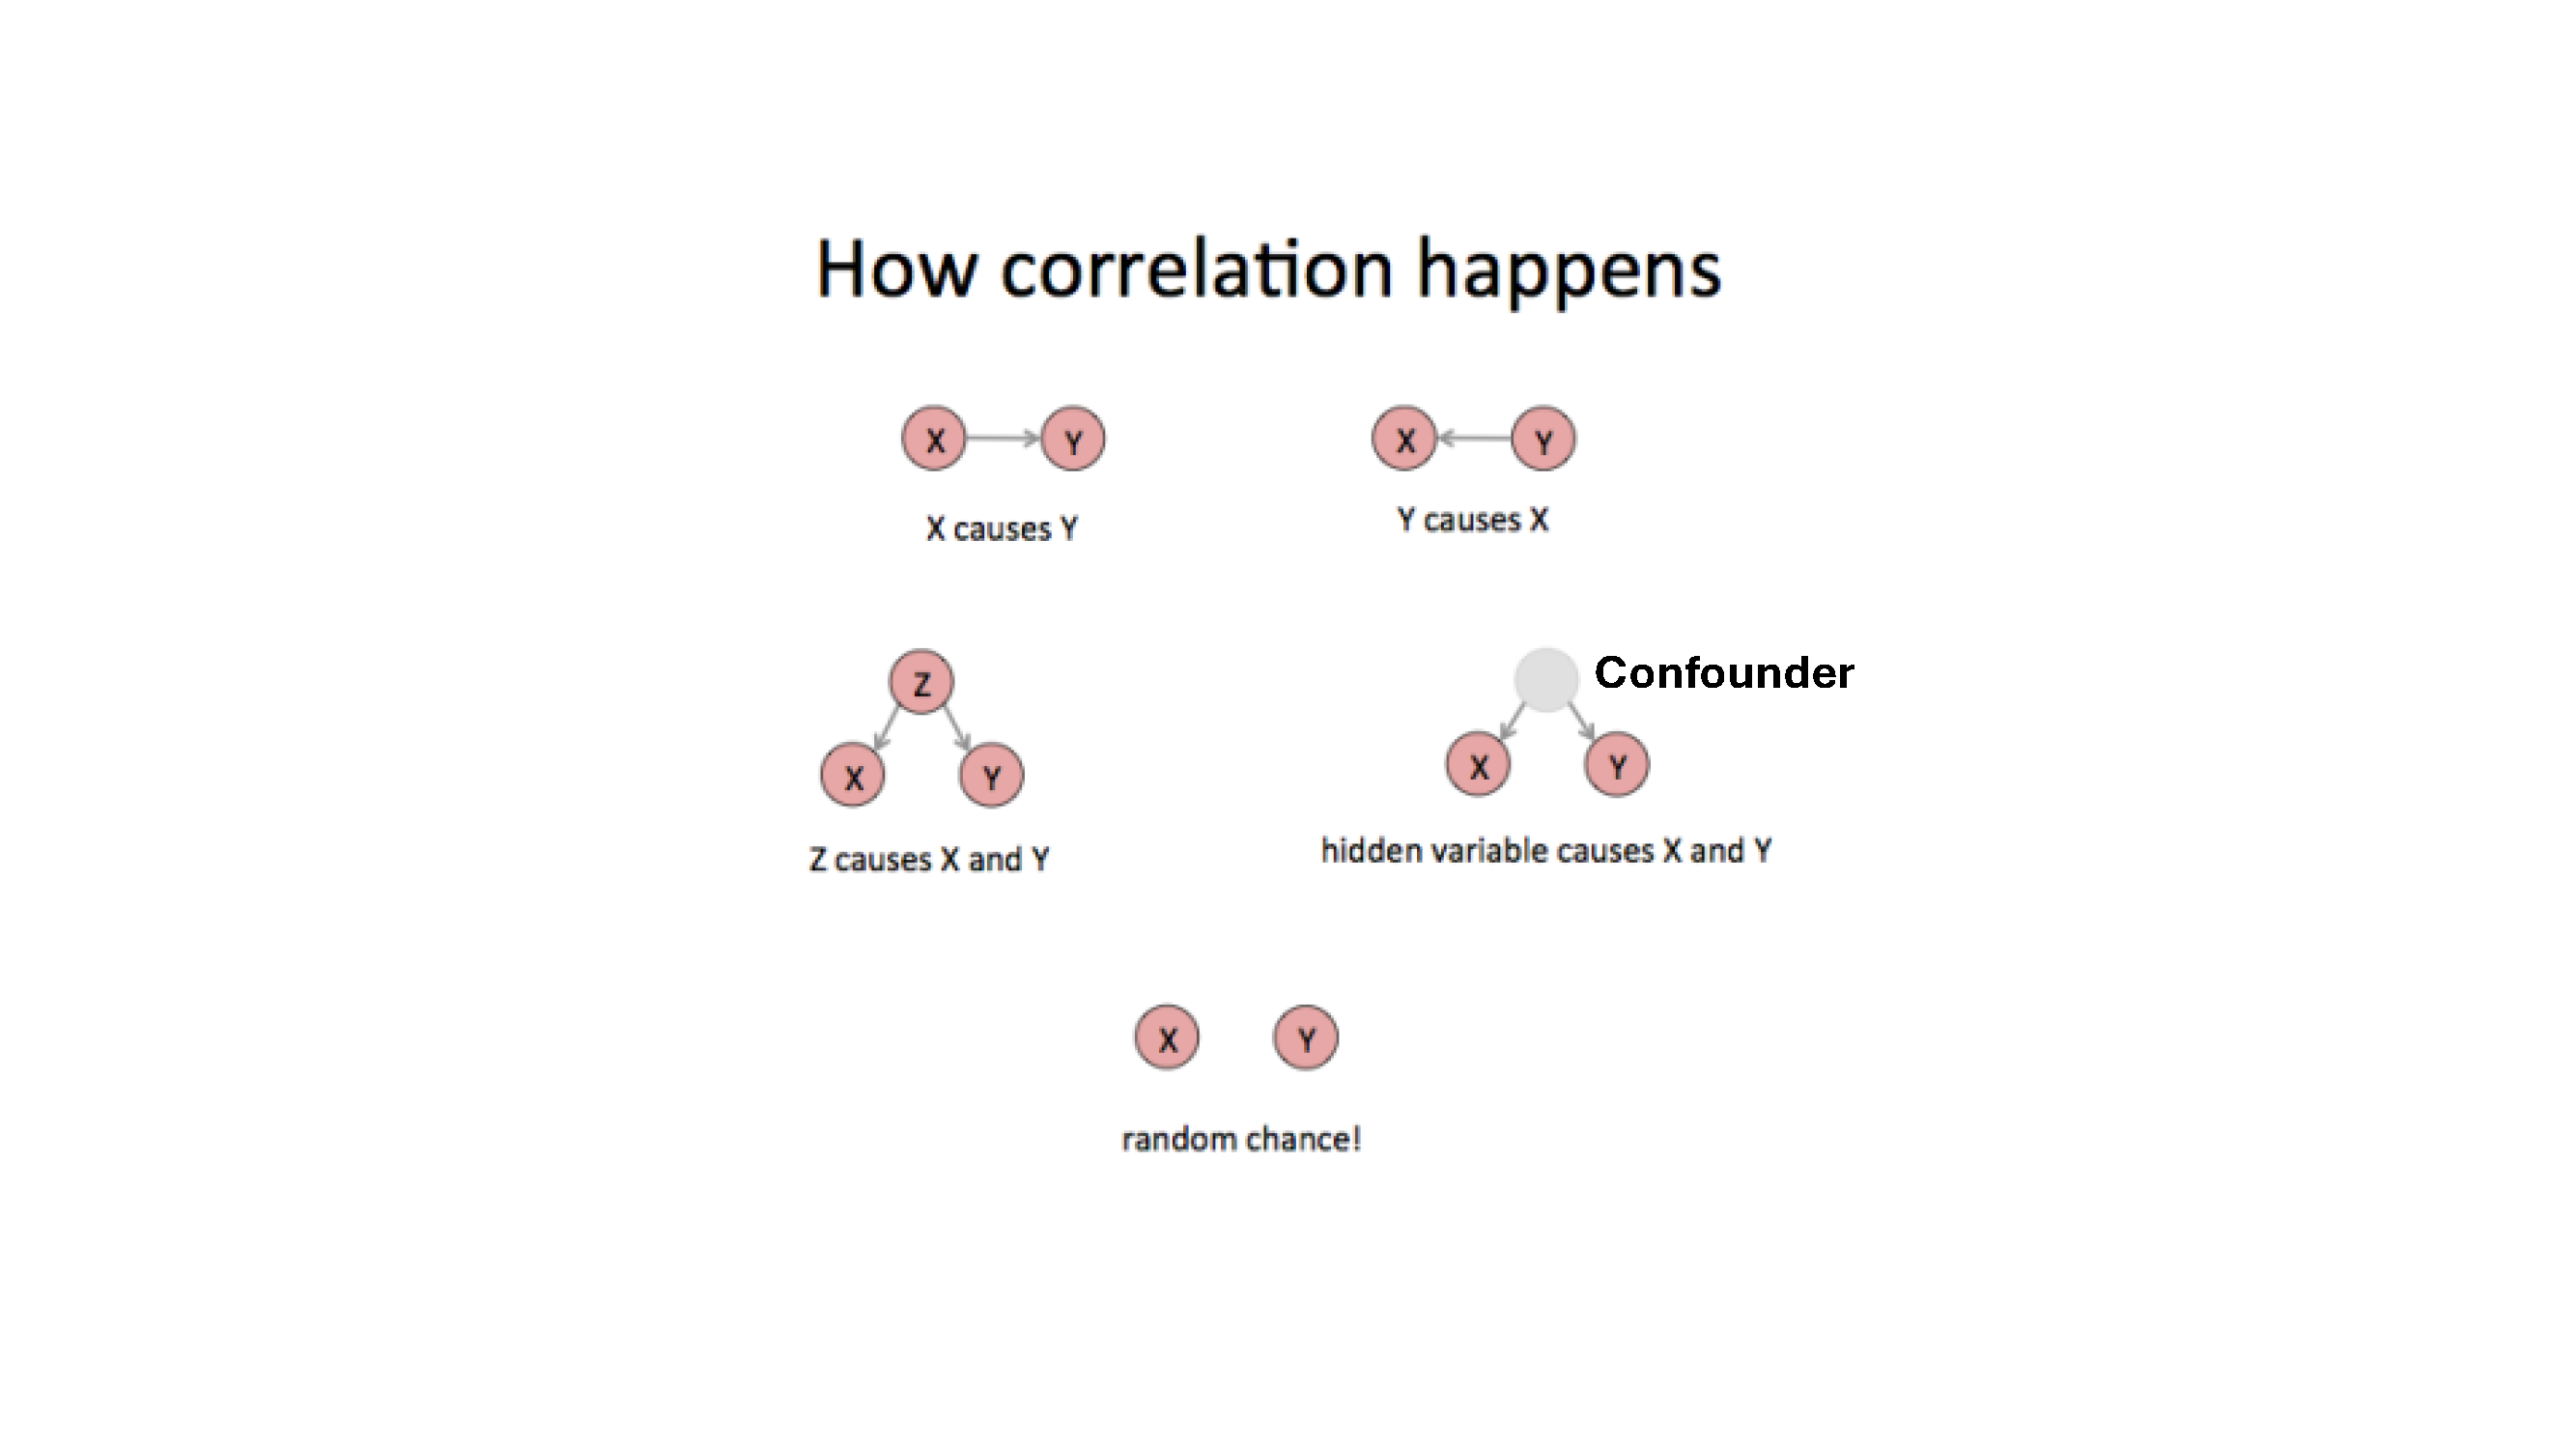 How correlation happens
X
Y
X
Y
X causes Y
Y causes X
Z
Confounder
X
Y
X
Y
Z causes X and Y
hidden variable causes X and Y
X
Y
random chance!